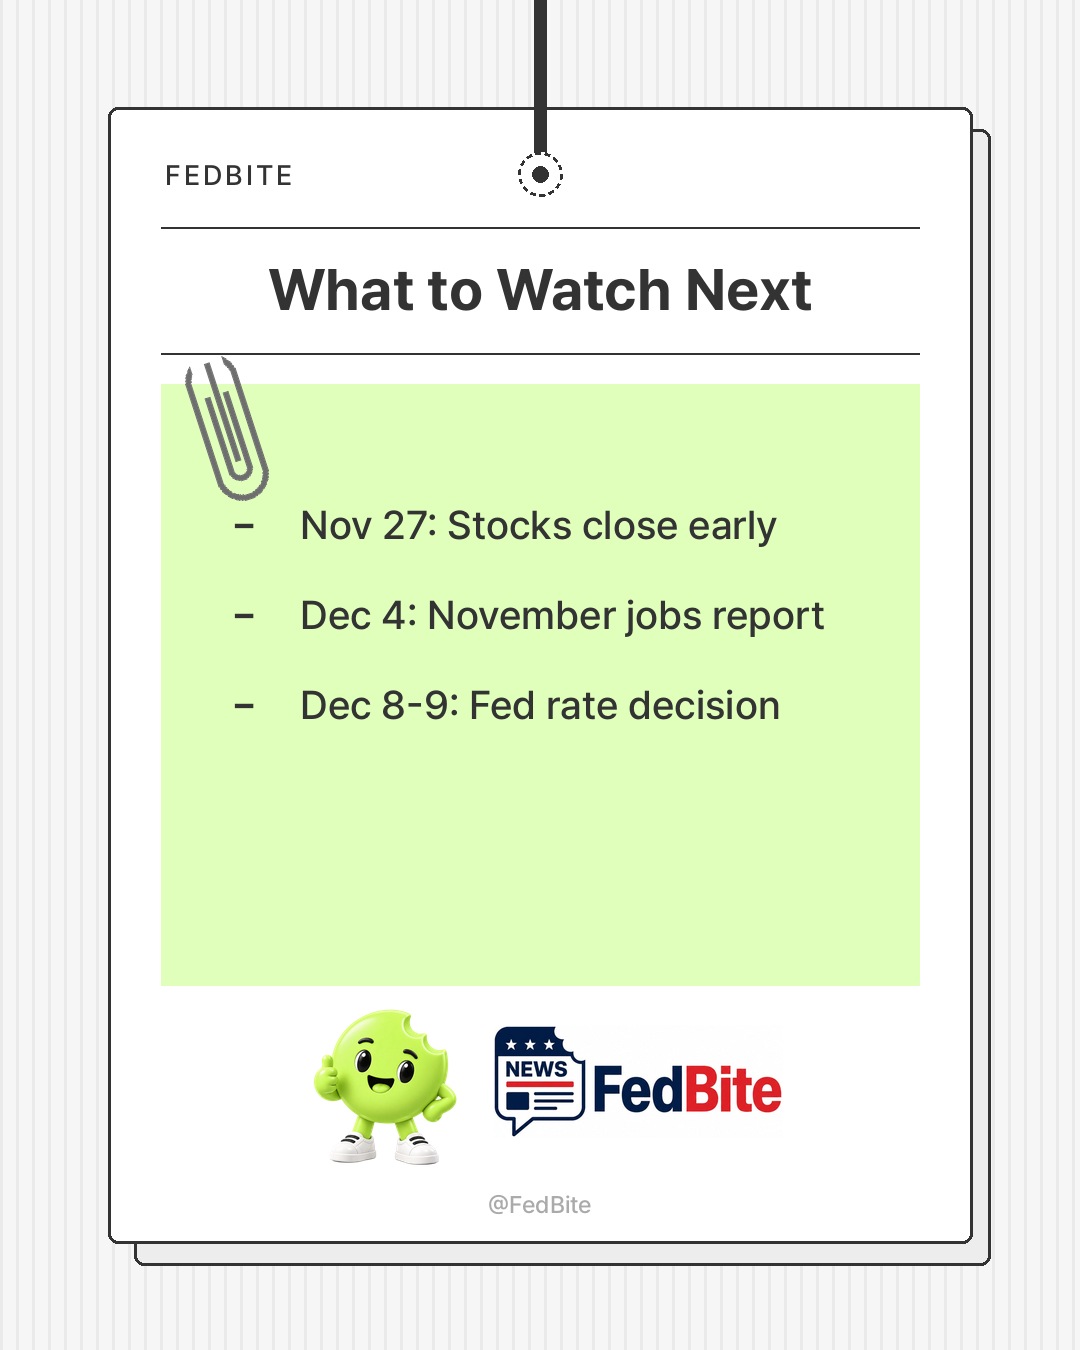 FEDBITE
What to Watch Next
– Nov 27: Stocks close early
– Dec 4: November jobs report
– Dec 8-9: Fed rate decision
NEWS
FedBite
@FedBite